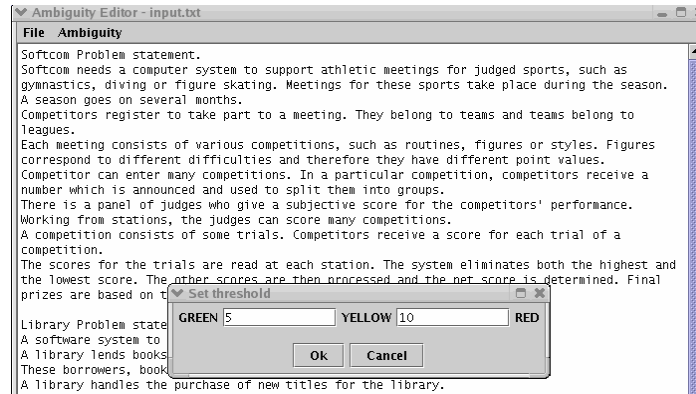 Ambiguity Editor - input.txt
File Ambiguity
Softcom Problem statement.
Softcom needs a computer system to support athletic meetings for judged sports, such as
gymnastics, diving or figure skating. Meetings for these sports take place during the season.
A season goes on several months.
Competitors register to take part to a meeting. They belong to teams and teams belong to
leagues.
Each meeting consists of various competitions, such as routines, figures or styles. Figures
correspond to different difficulties and therefore they have different point values.
Competitor can enter many competitions. In a particular competition, competitors receive a
number which is announced and used to split them into groups.
There is a panel of judges who give a subjective score for the competitors' performance.
Working from stations, the judges can score many competitions.
A competition consists of some trials. Competitors receive a score for each trial of a
competition.
The scores for the trials are read at each station. The system eliminates both the highest and
the lowest score. The other scores are then processed and the net score is determined. Final
prizes are based on t
Set threshold
GREEN 5 YELLOW 10 RED
Ok Cancel
Library Problem state
A software system to
A library lends books
These borrowers, book
A library handles the purchase of new titles for the library.